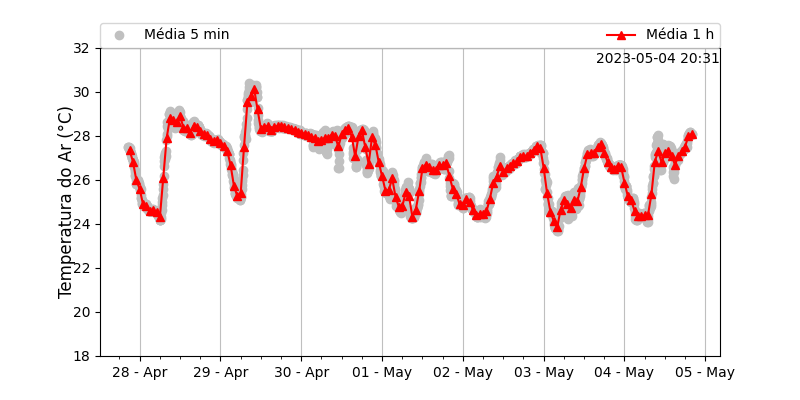 Média 5 min
Média 1 h
2023-05-04 20:31
Temperatura do Ar (°C)
32
30
28
26
24
22
20
18
28 - Apr
29 - Apr
30 - Apr
01 - May
02 - May
03 - May
04 - May
05 - May